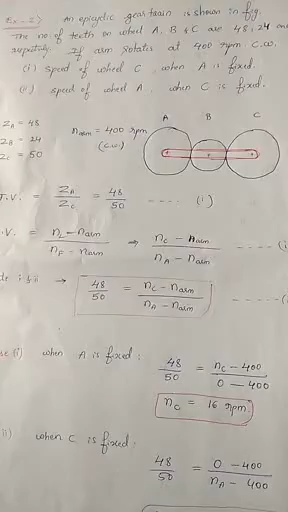 Ex-2) An epicyclic gear train is shown in fig.
The no. of teeth on wheel A, B & C are 48, 24 and
If arm rotates at 400 rpm C.W.
(i) Speed of wheel C, when A is fixed.
(ii) speed of wheel A, when C is fixed.
ZA = 48
ZB = 24
ZC = 50
narm = 400 rpm
(C.W.)
A B C
T.V. = ZA/ZC = 48/50 ---- (i)
.V. = nL - narm / nF - narm ⇒ nC - narm / nA - narm ---- (i
→ 48/50 = nC - narm / nA - narm
se (i) when A is fixed:
48/50 = nC - 400 / 0 - 400
nC = 16 rpm.
ii) when C is fixed:
48/50 = 0 - 400 / nA - 400